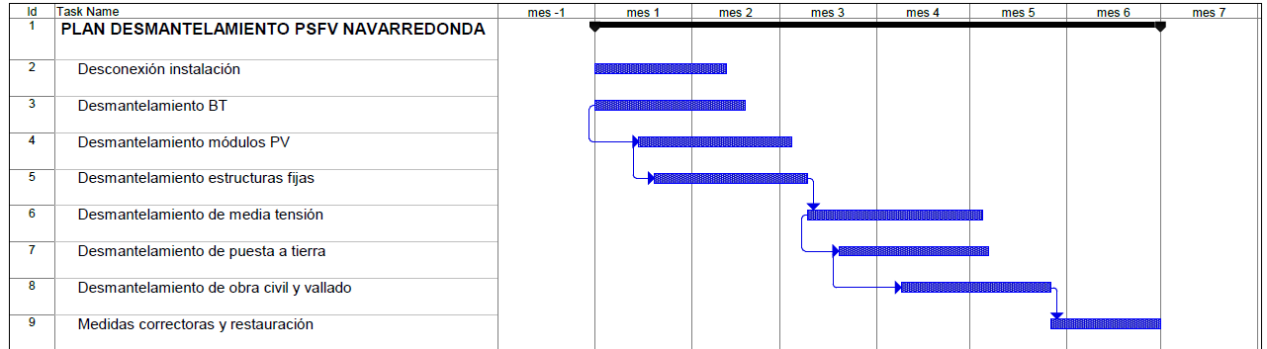 Id Task Name mes -1 mes 1 mes 2 mes 3 mes 4 mes 5 mes 6 mes 7
1 PLAN DESMANTELAMIENTO PSFV NAVARREDONDA
2 Desconexión instalación
3 Desmantelamiento BT
4 Desmantelamiento módulos PV
5 Desmantelamiento estructuras fijas
6 Desmantelamiento de media tensión
7 Desmantelamiento de puesta a tierra
8 Desmantelamiento de obra civil y vallado
9 Medidas correctoras y restauración